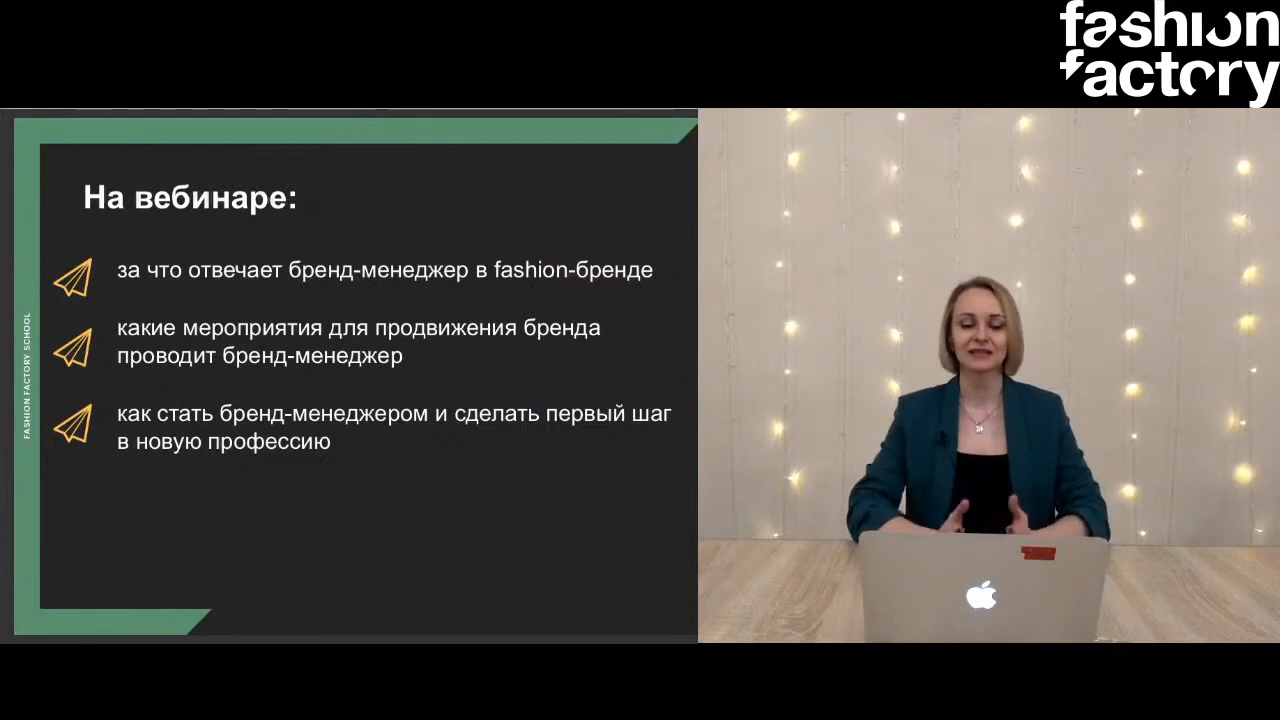 fashion
factory
На вебинаре:
за что отвечает бренд-менеджер в fashion-бренде
какие мероприятия для продвижения бренда
проводит бренд-менеджер
как стать бренд-менеджером и сделать первый шаг
в новую профессию
FASHION FACTORY SCHOOL